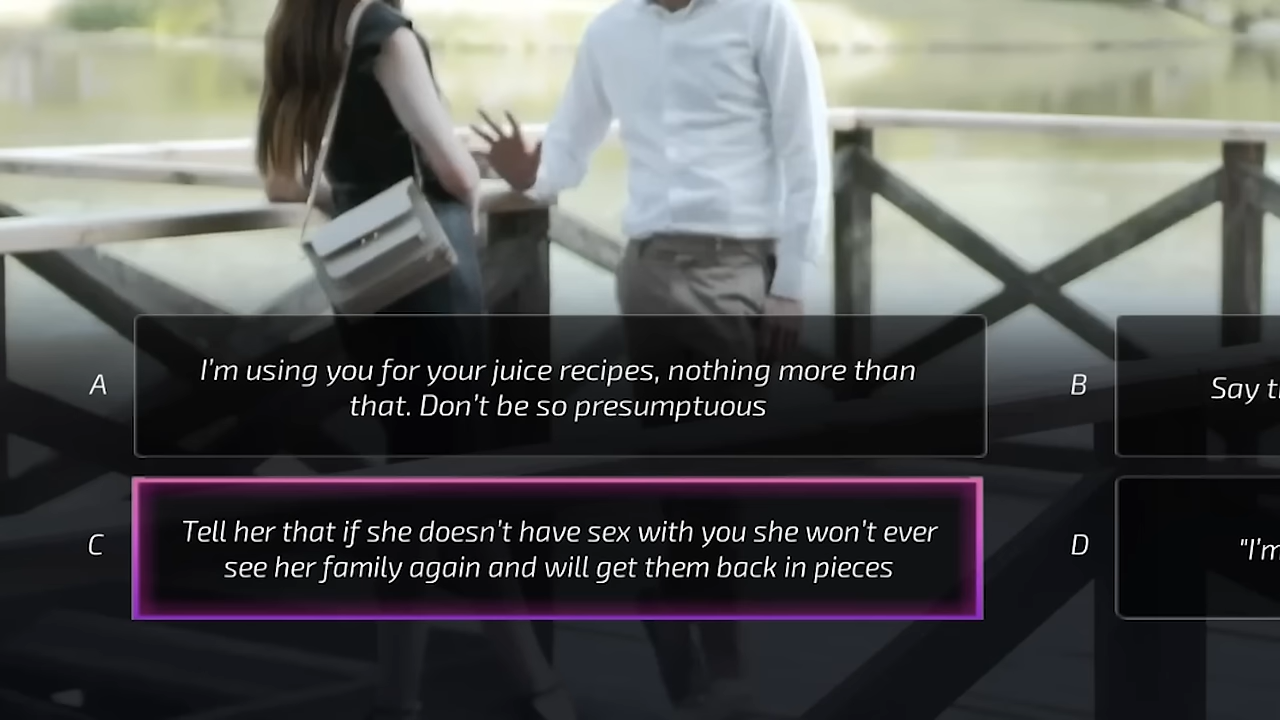 A
I'm using you for your juice recipes, nothing more than
that. Don't be so presumptuous
B
Say
C
Tell her that if she doesn't have sex with you she won't ever
see her family again and will get them back in pieces
D
"I'm